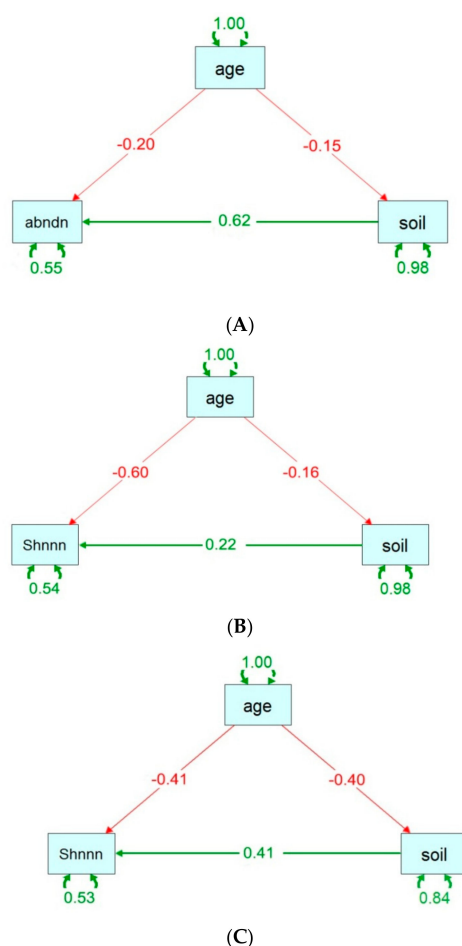 1.00
age
-0.20 -0.15
abndn 0.62 soil
0.55 0.98
(A)
1.00
age
-0.60 -0.16
Shnnn 0.22 soil
0.54 0.98
(B)
1.00
age
-0.41 -0.40
Shnnn 0.41 soil
0.53 0.84
(C)